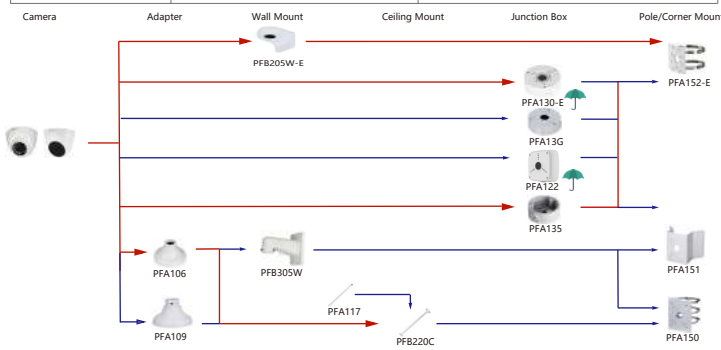 Camera Adapter Wall Mount Ceiling Mount Junction Box Pole/Corner Mount
PFB205W-E
PFA152-E
PFA130-E
PFA13G
PFA122
PFA135
PFA106
PFB305W
PFA151
PFA117
PFA109
PFB220C
PFA150